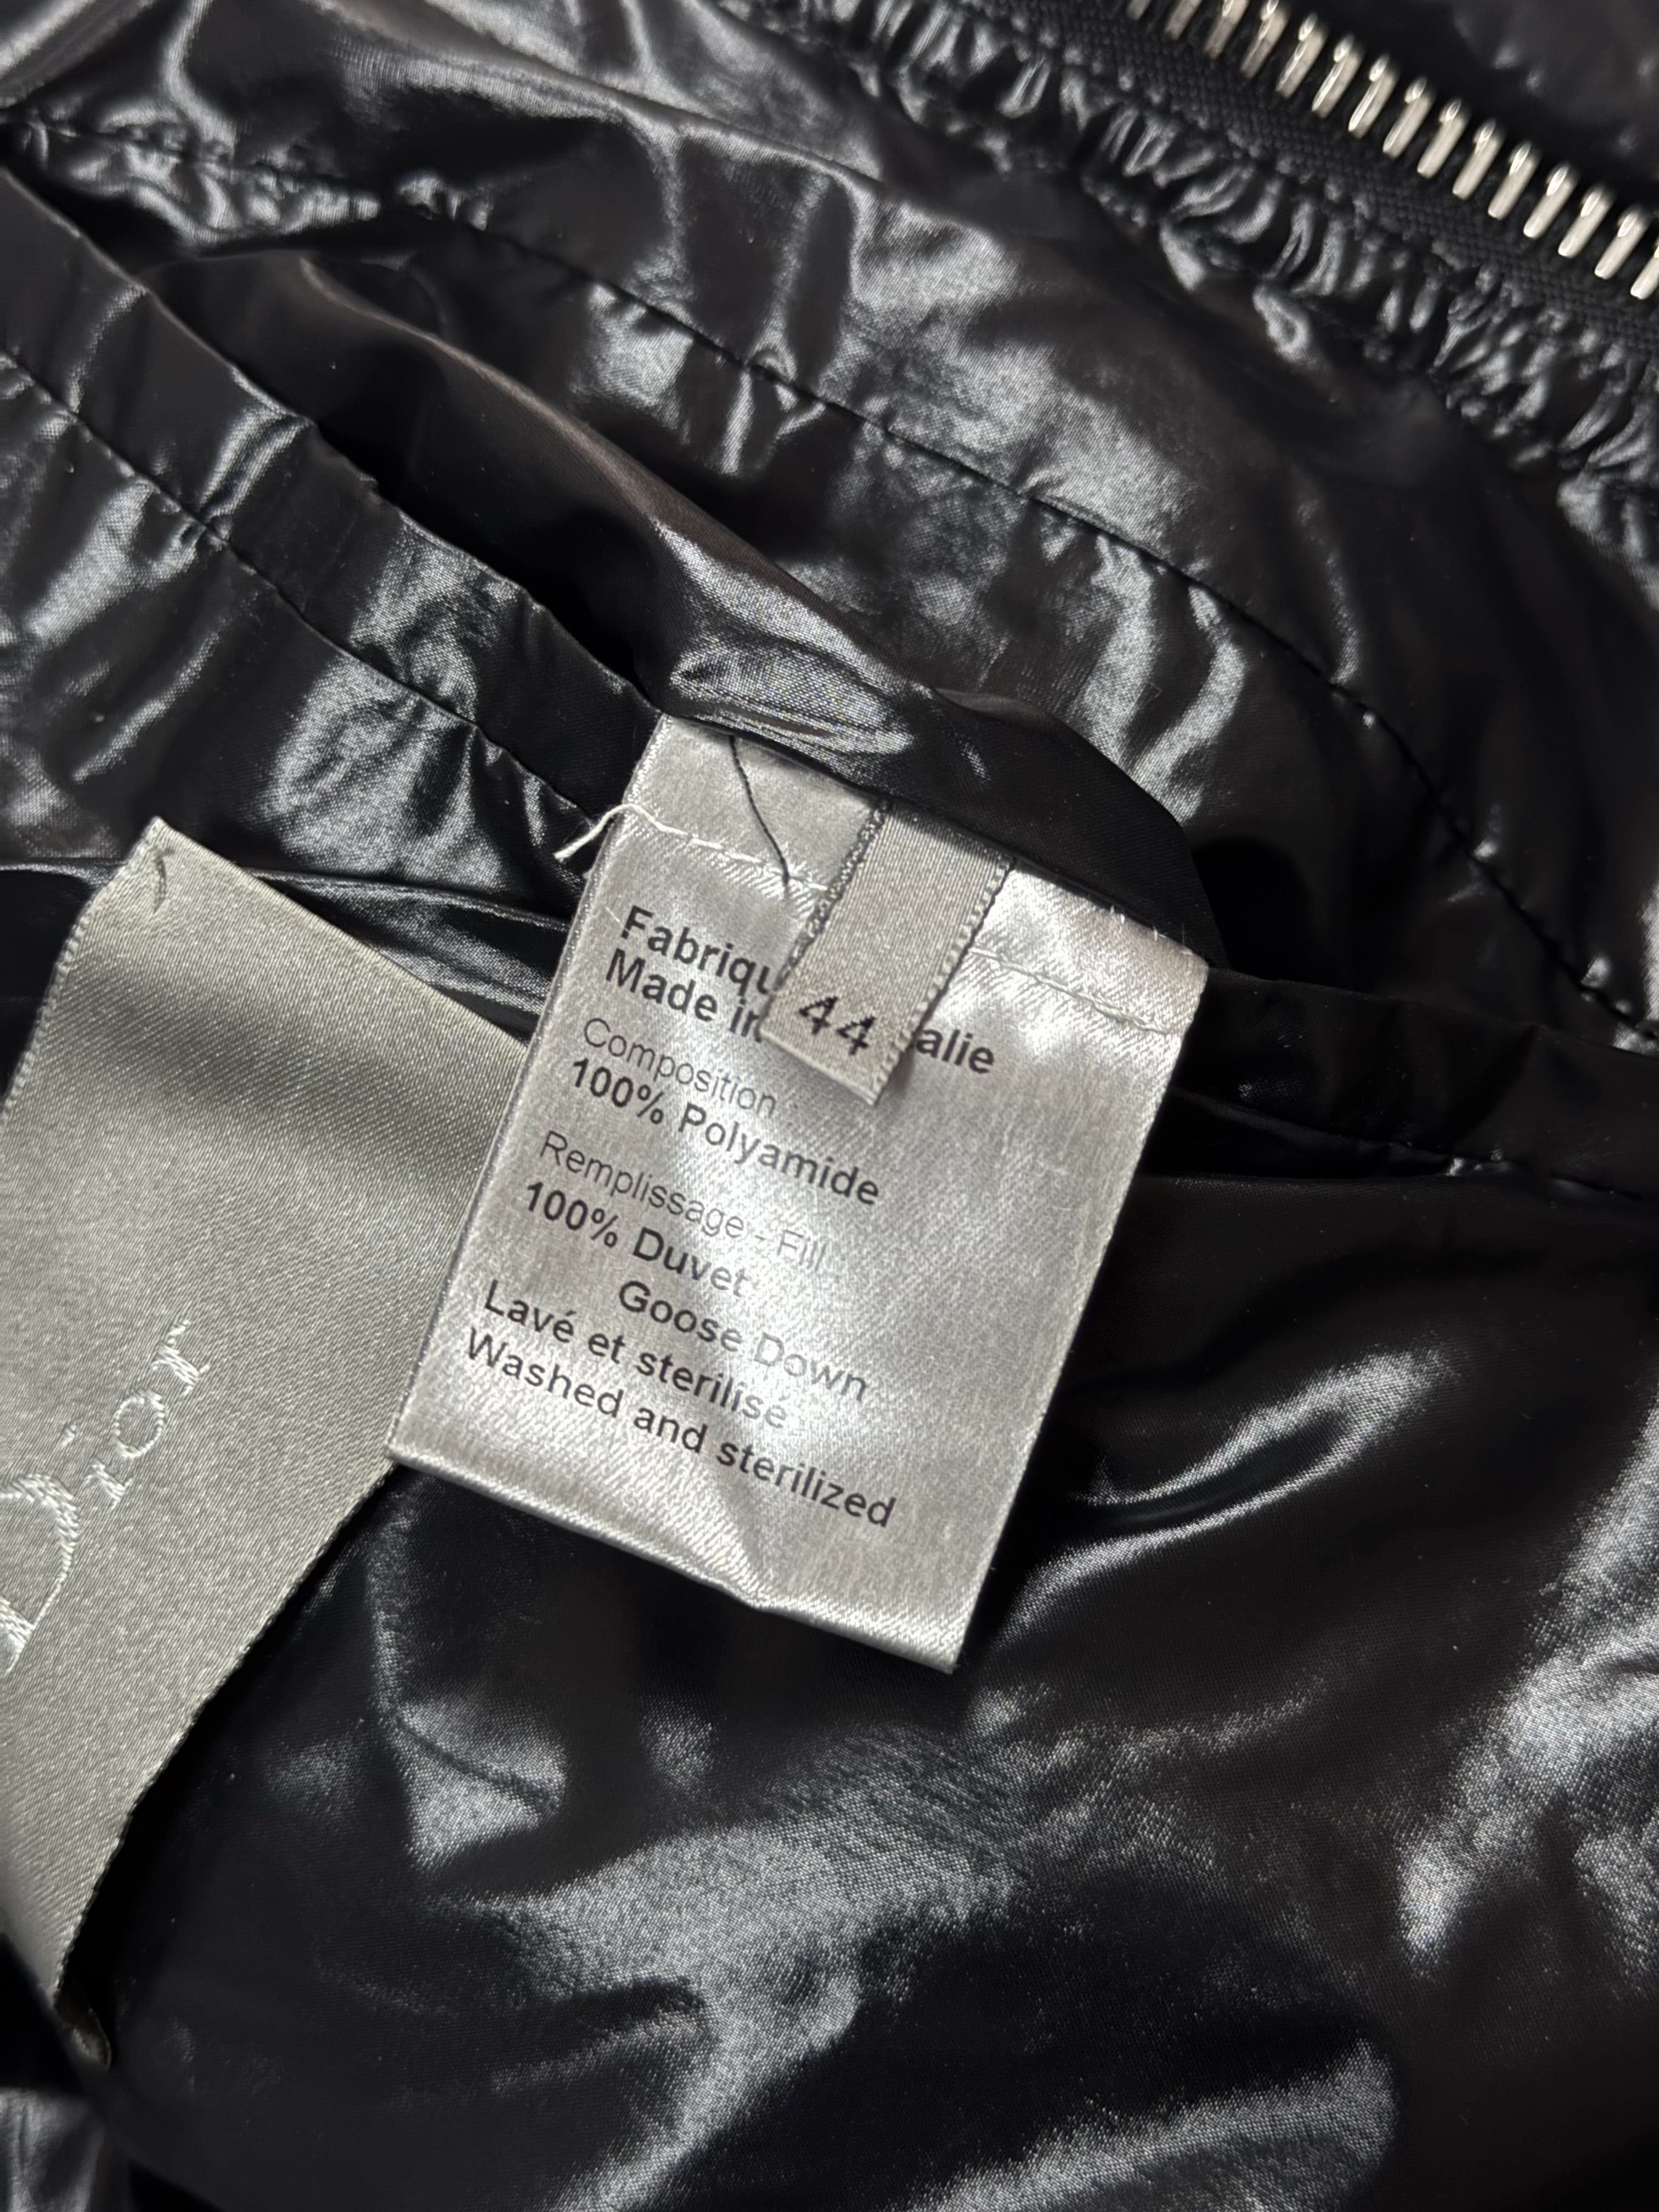 Dior
44
Fabriqu
Made in alie
Composition :
100% Polyamide
Remplissage - Fill
100% Duvet
Goose Down
Lavé et sterilisé
Washed and sterilized